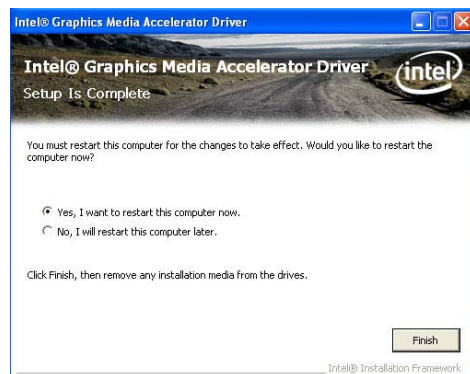 Intel® Graphics Media Accelerator Driver
Intel® Graphics Media Accelerator Driver
Setup Is Complete
intel
You must restart this computer for the changes to take effect. Would you like to restart the
computer now?
Yes, I want to restart this computer now.
No, I will restart this computer later.
Click Finish, then remove any installation media from the drives.
Finish
Intel® Installation Framework